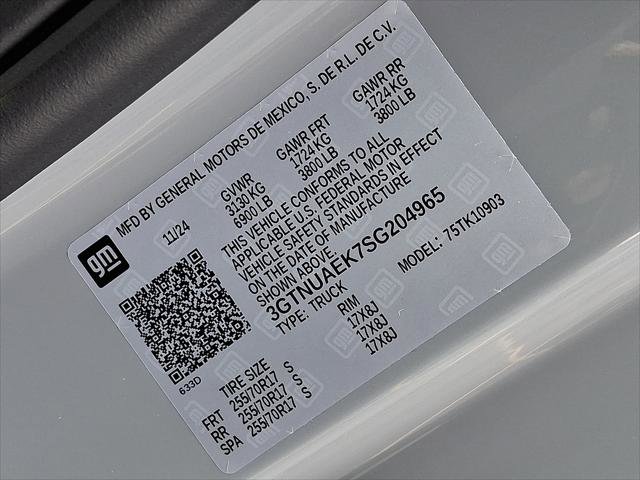 gm
MFD BY GENERAL MOTORS DE MEXICO, S. DE R.L. DE C.V.
11/24
GVWR GAWR FRT GAWR RR
3130 KG 1724 KG 1724 KG
6900 LB 3800 LB 3800 LB
THIS VEHICLE CONFORMS TO ALL
APPLICABLE U.S. FEDERAL MOTOR
VEHICLE SAFETY STANDARDS IN EFFECT
ON THE DATE OF MANUFACTURE
SHOWN ABOVE.
3GTNUAEK7SG204965
TYPE: TRUCK MODEL: 75TK10903
633D
TIRE SIZE RIM
FRT 255/70R17 S 17X8J
RR 255/70R17 S 17X8J
SPA 255/70R17 S 17X8J